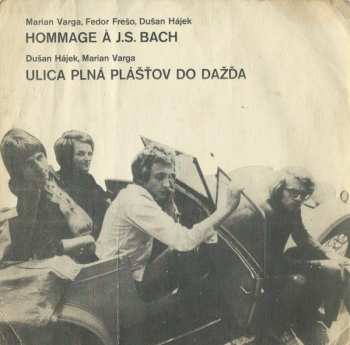 Marian Varga, Fedor Frešo, Dušan Hájek
HOMMAGE À J.S. BACH
Dušan Hájek, Marian Varga
ULICA PLNÁ PLÁŠŤOV DO DAŽĎA